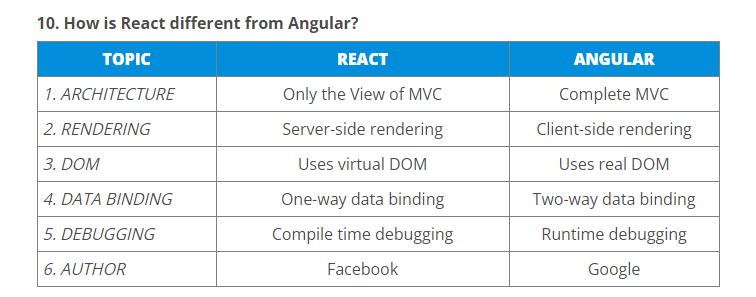 10. How is React different from Angular?
TOPIC REACT ANGULAR
1. ARCHITECTURE Only the View of MVC Complete MVC
2. RENDERING Server-side rendering Client-side rendering
3. DOM Uses virtual DOM Uses real DOM
4. DATA BINDING One-way data binding Two-way data binding
5. DEBUGGING Compile time debugging Runtime debugging
6. AUTHOR Facebook Google